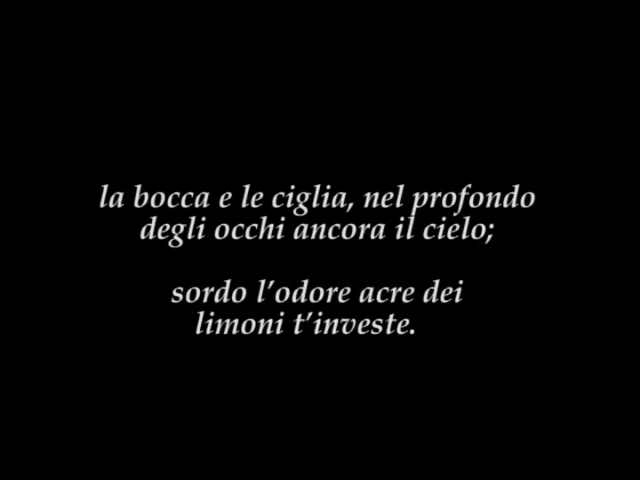 la bocca e le ciglia, nel profondo
degli occhi ancora il cielo;
sordo l'odore acre dei
limoni t'investe.